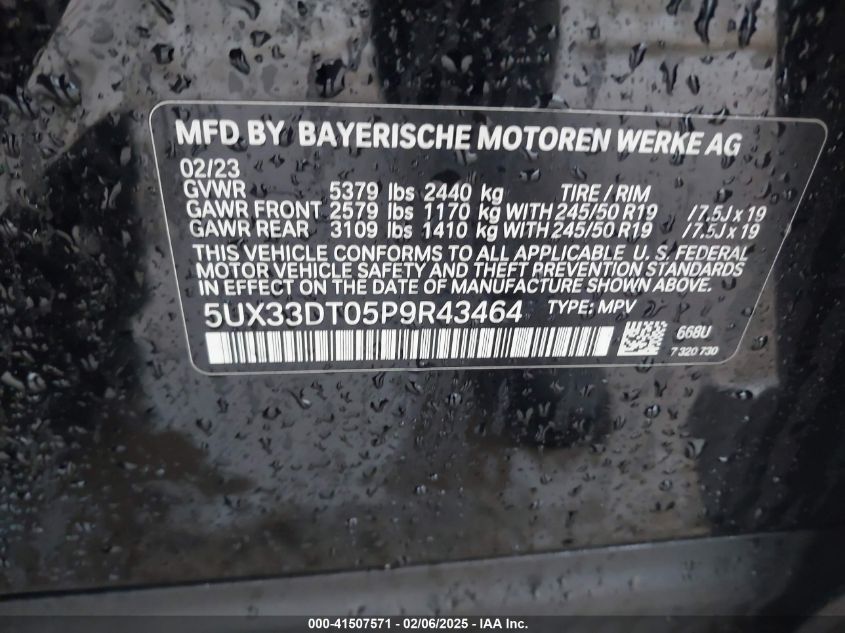 MFD BY BAYERISCHE MOTOREN WERKE AG
02/23
GVWR 5379 lbs 2440 kg TIRE / RIM
GAWR FRONT 2579 lbs 1170 kg WITH 245/50 R19 /7.5J x 19
GAWR REAR 3109 lbs 1410 kg WITH 245/50 R19 /7.5J x 19
THIS VEHICLE CONFORMS TO ALL APPLICABLE U. S. FEDERAL
MOTOR VEHICLE SAFETY AND THEFT PREVENTION STANDARDS
IN EFFECT ON THE DATE OF MANUFACTURE SHOWN ABOVE.
5UX33DT05P9R43464 TYPE: MPV
668U
7 320 730
000-41507571 - 02/06/2025 - IAA Inc.